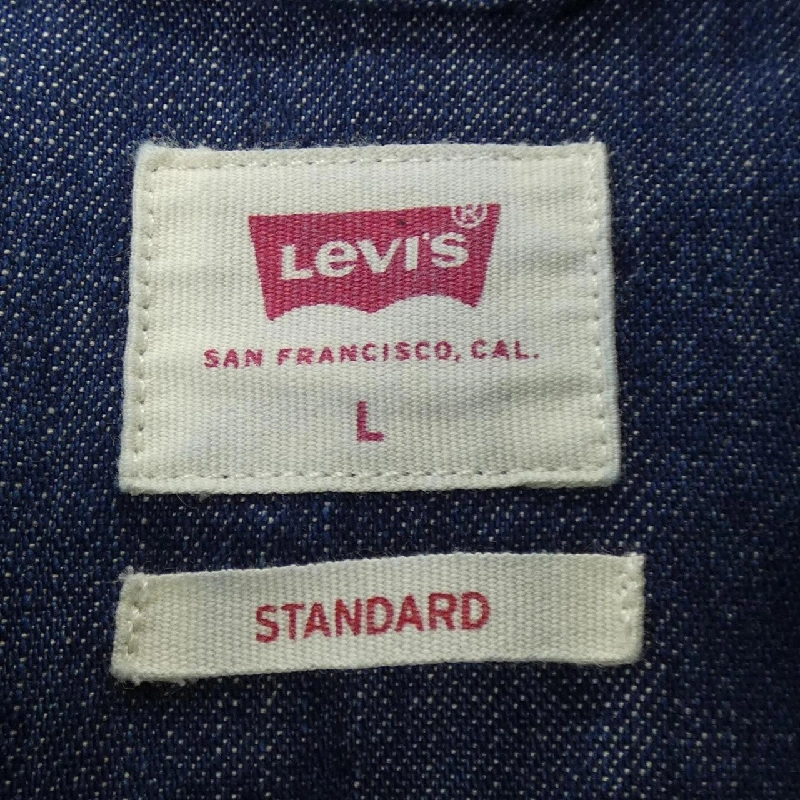 Levi's®
SAN FRANCISCO, CAL.
L
STANDARD